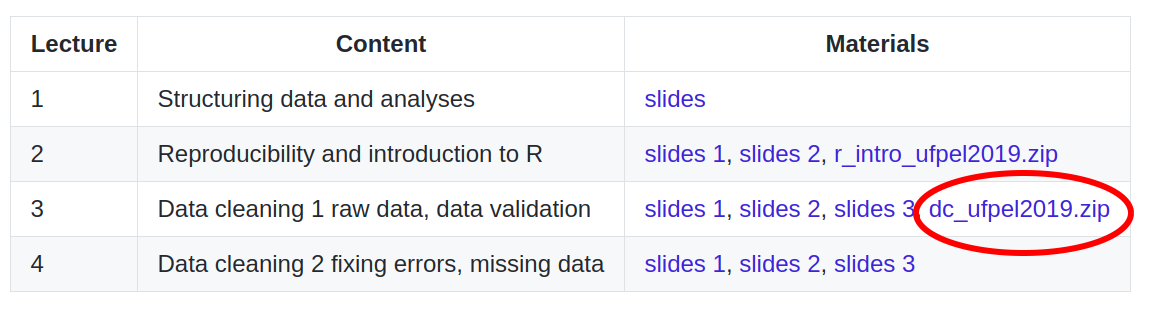 Lecture Content Materials
1 Structuring data and analyses slides
2 Reproducibility and introduction to R slides 1, slides 2, r_intro_ufpel2019.zip
3 Data cleaning 1 raw data, data validation slides 1, slides 2, slides 3 dc_ufpel2019.zip
4 Data cleaning 2 fixing errors, missing data slides 1, slides 2, slides 3